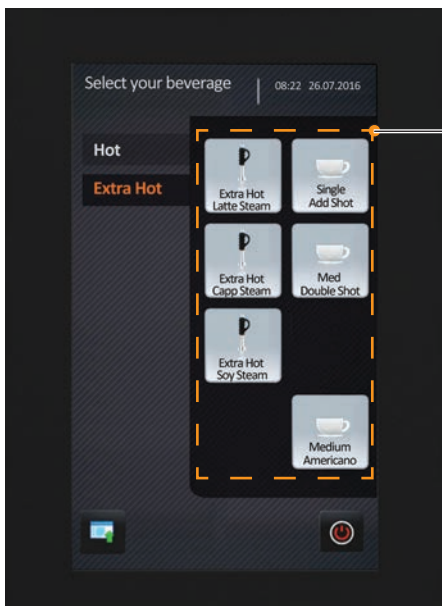 Select your beverage
08:22 26.07.2016
Hot
Extra Hot
Extra Hot
Latte Steam
Single
Add Shot
Extra Hot
Capp Steam
Med
Double Shot
Extra Hot
Soy Steam
Medium
Americano